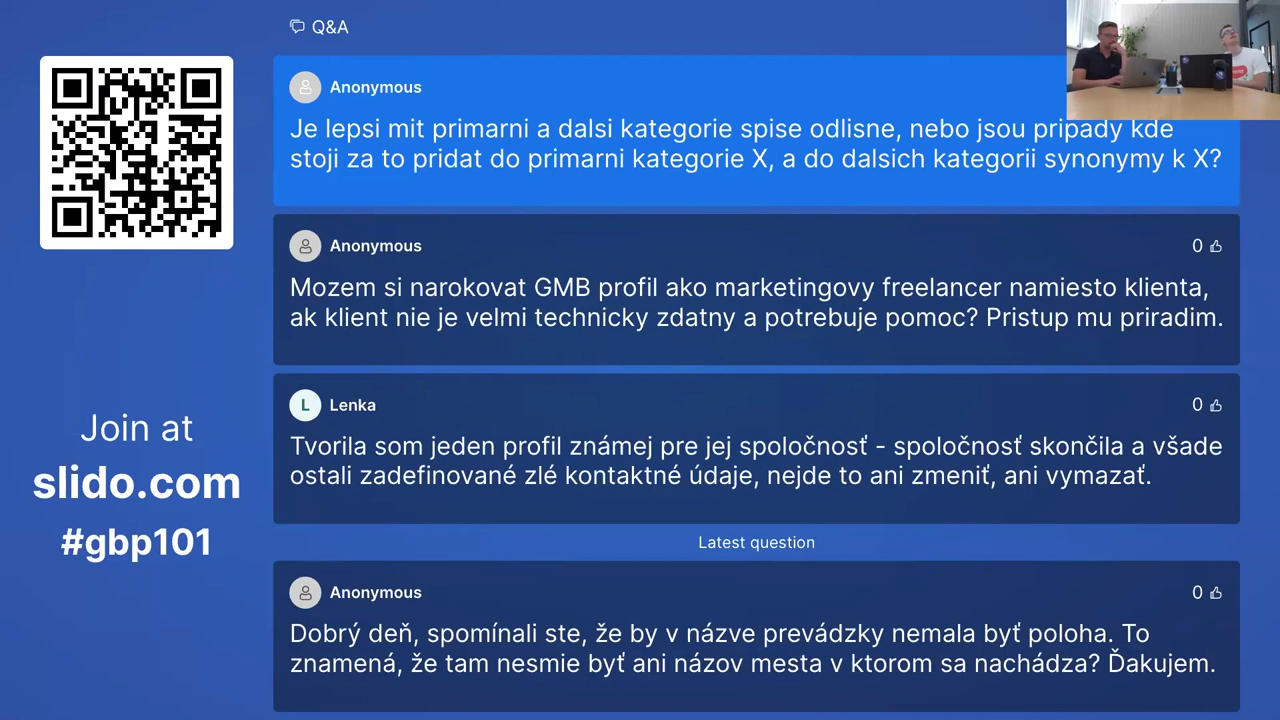 Q&A
Anonymous
Je lepsi mit primarni a dalsi kategorie spise odlisne, nebo jsou pripady kde
stoji za to pridat do primarni kategorie X, a do dalsich kategorii synonymy k X?
Anonymous
0
Mozem si narokovat GMB profil ako marketingovy freelancer namiesto klienta,
ak klient nie je velmi technicky zdatny a potrebuje pomoc? Pristup mu priradim.
L
Lenka
0
Tvorila som jeden profil známej pre jej spoločnosť - spoločnosť skončila a všade
ostali zadefinované zlé kontaktné údaje, nejde to ani zmeniť, ani vymazať.
Latest question
Anonymous
0
Dobrý deň, spomínali ste, že by v názve prevádzky nemala byť poloha. To
znamená, že tam nesmie byť ani názov mesta v ktorom sa nachádza? Ďakujem.
Join at
slido.com
#gbp101